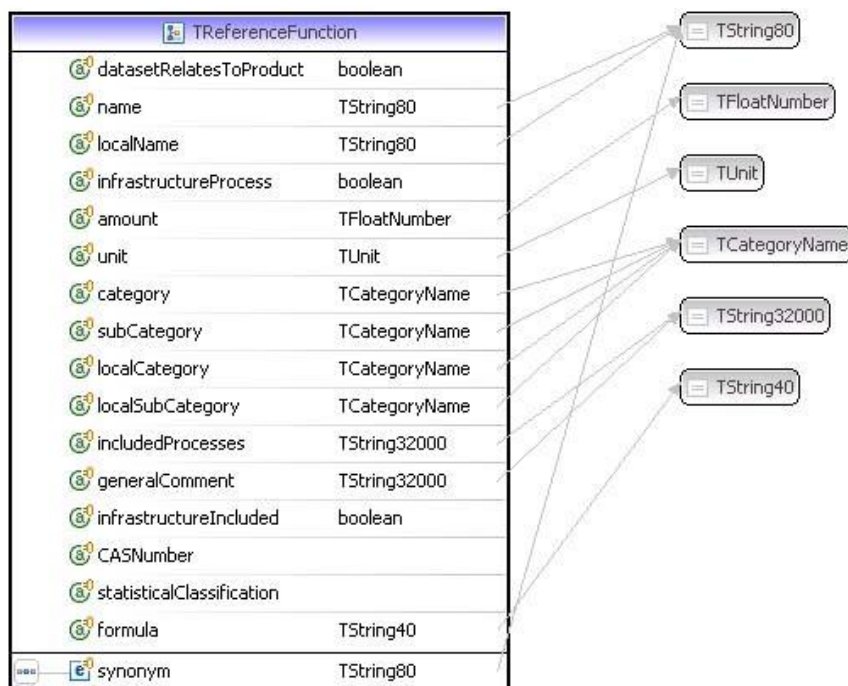 TReferenceFunction
datasetRelatesToProduct boolean
name TString80
localName TString80
infrastructureProcess boolean
amount TFloatNumber
unit TUnit
category TCategoryName
subCategory TCategoryName
localCategory TCategoryName
localSubCategory TCategoryName
includedProcesses TString32000
generalComment TString32000
infrastructureIncluded boolean
CASNumber
statisticalClassification
formula TString40
synonym TString80
TString80
TFloatNumber
TUnit
TCategoryName
TString32000
TString40